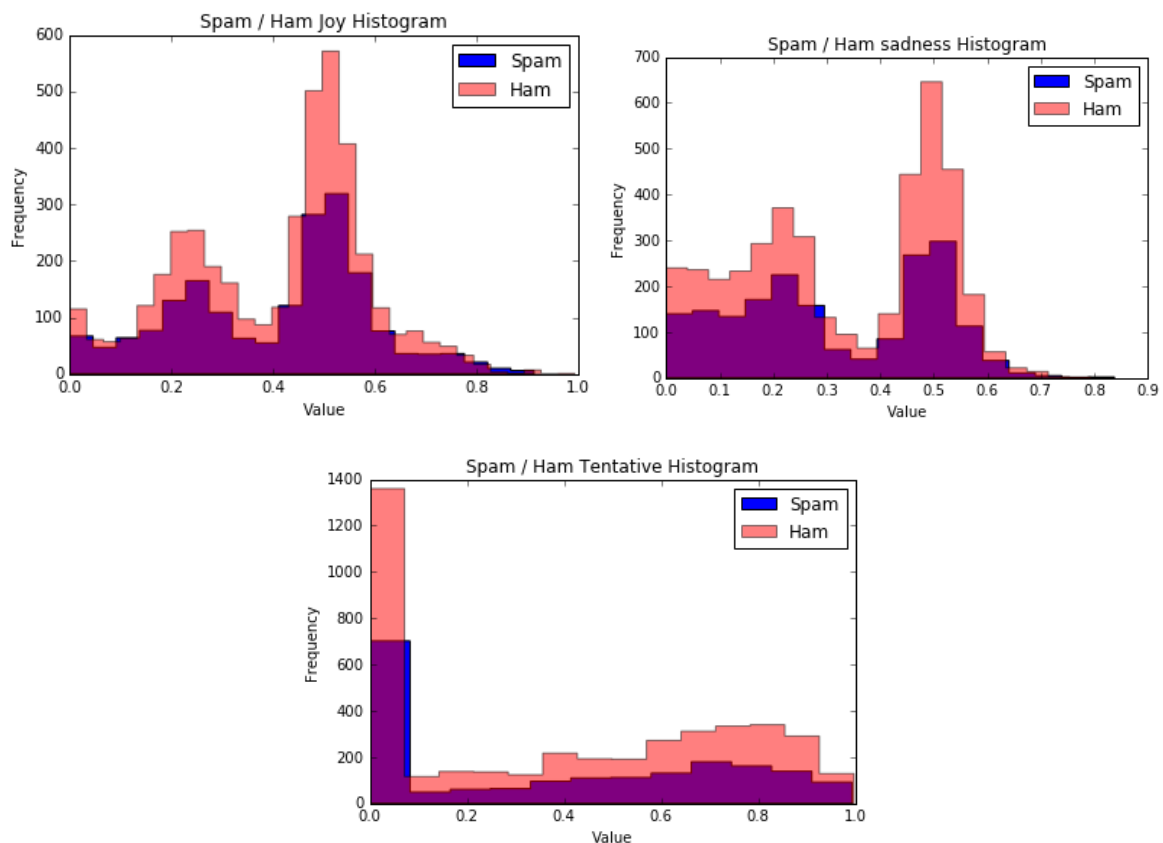 Spam / Ham Joy Histogram
600
500
400
300
200
100
0
Frequency
Spam
Ham
0.0 0.2 0.4 0.6 0.8 1.0
Value
Spam / Ham sadness Histogram
700
600
500
400
300
200
100
0
Frequency
Spam
Ham
0.0 0.1 0.2 0.3 0.4 0.5 0.6 0.7 0.8 0.9
Value
Spam / Ham Tentative Histogram
1400
1200
1000
800
600
400
200
0
Frequency
Spam
Ham
0.0 0.2 0.4 0.6 0.8 1.0
Value